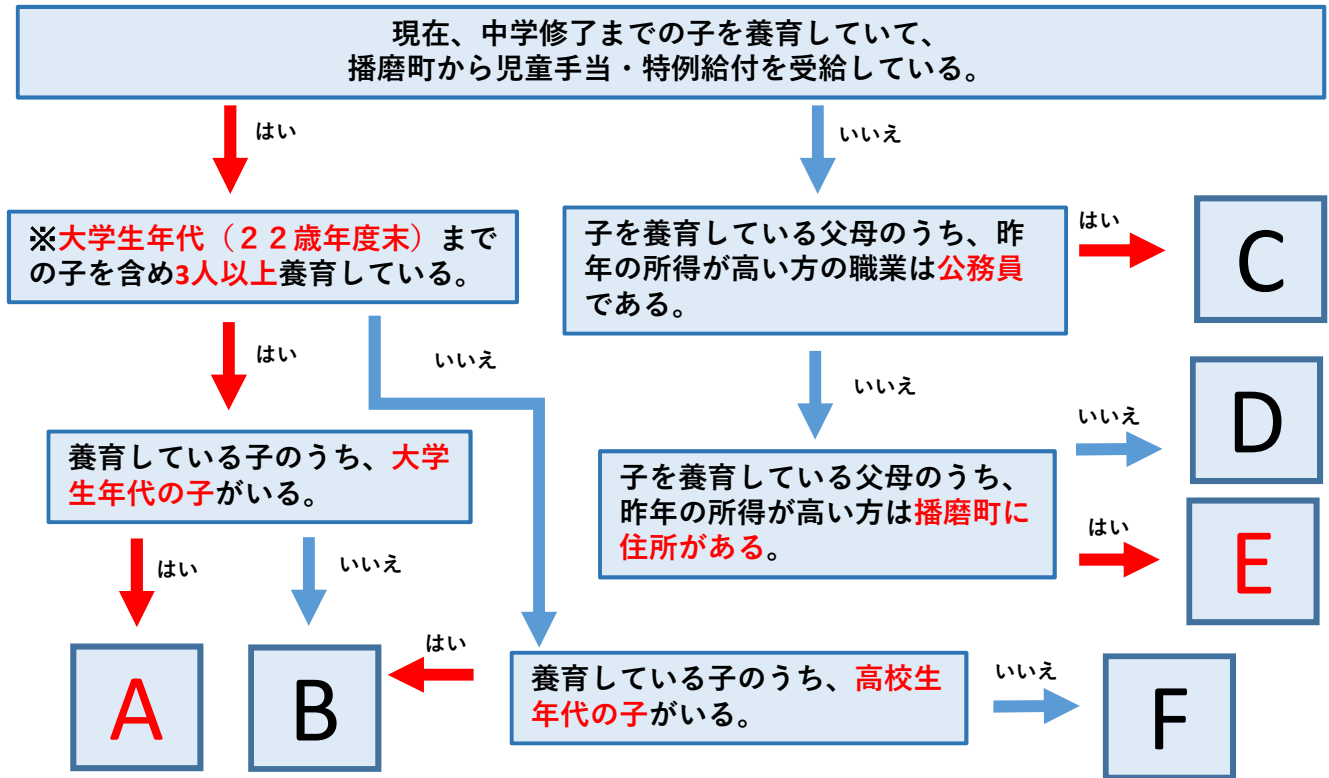 現在、中学修了までの子を養育していて、
播磨町から児童手当・特例給付を受給している。
はい
いいえ
※大学生年代（２２歳年度末）まで
の子を含め3人以上養育している。
子を養育している父母のうち、昨
年の所得が高い方の職業は公務員
である。
はい
C
はい
いいえ
いいえ
養育している子のうち、大学
生年代の子がいる。
子を養育している父母のうち、
昨年の所得が高い方は播磨町に
住所がある。
いいえ
D
はい
E
はい
いいえ
A
B
はい
養育している子のうち、高校生
年代の子がいる。
いいえ
F